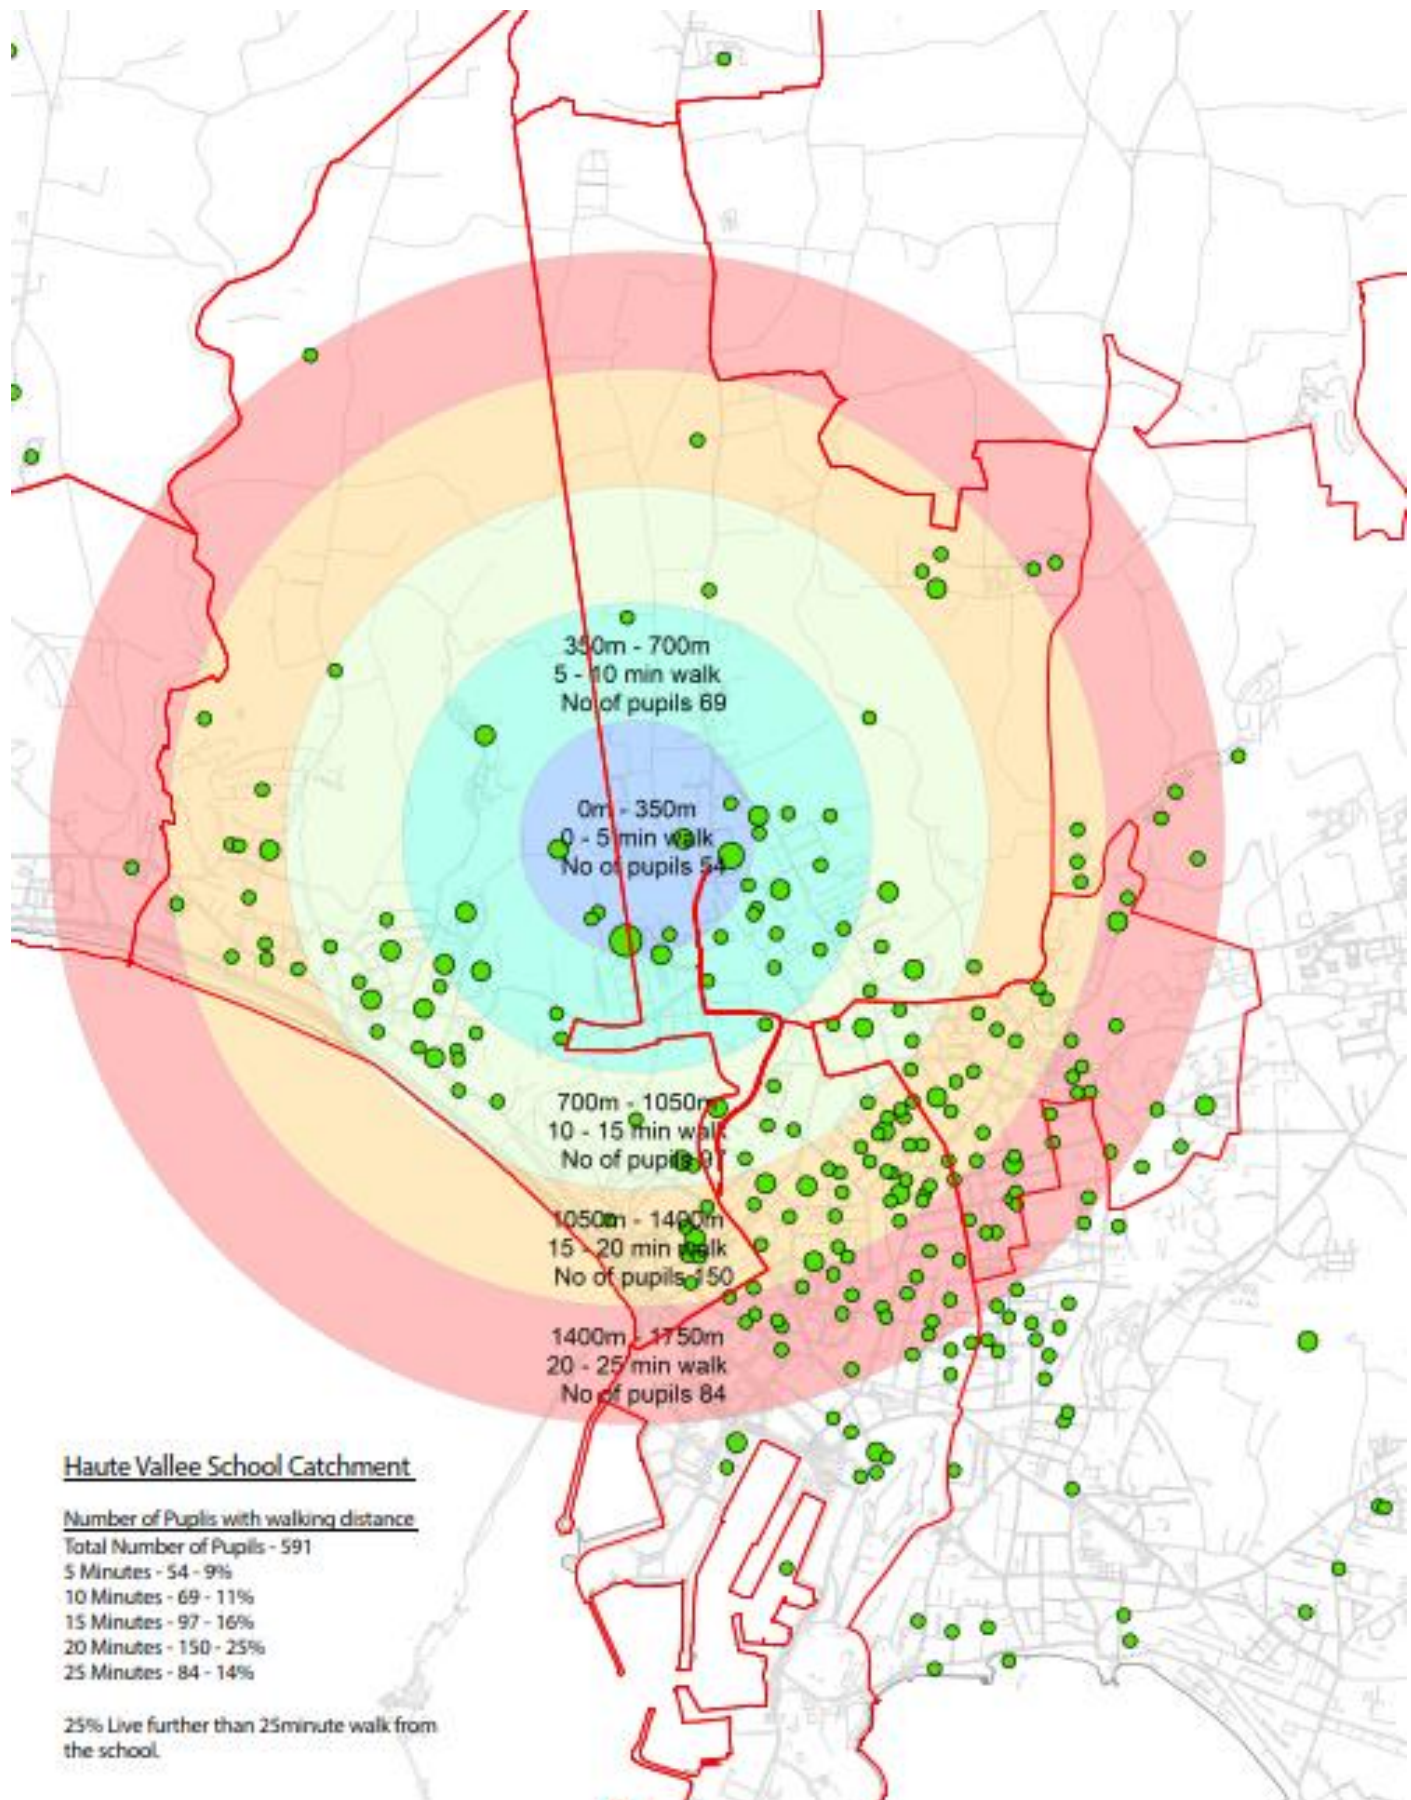 350m - 700m
5 - 10 min walk
No of pupils 69
0m - 350m
0 - 5 min walk
No of pupils 54
700m - 1050m
10 - 15 min walk
No of pupils 97
1050m - 1400m
15 - 20 min walk
No of pupils 150
1400m - 1750m
20 - 25 min walk
No of pupils 84
Haute Vallee School Catchment
Number of Puplis with walking distance
Total Number of Pupils - 591
5 Minutes - 54 - 9%
10 Minutes - 69 - 11%
15 Minutes - 97 - 16%
20 Minutes - 150 - 25%
25 Minutes - 84 - 14%
25% Live further than 25minute walk from
the school.